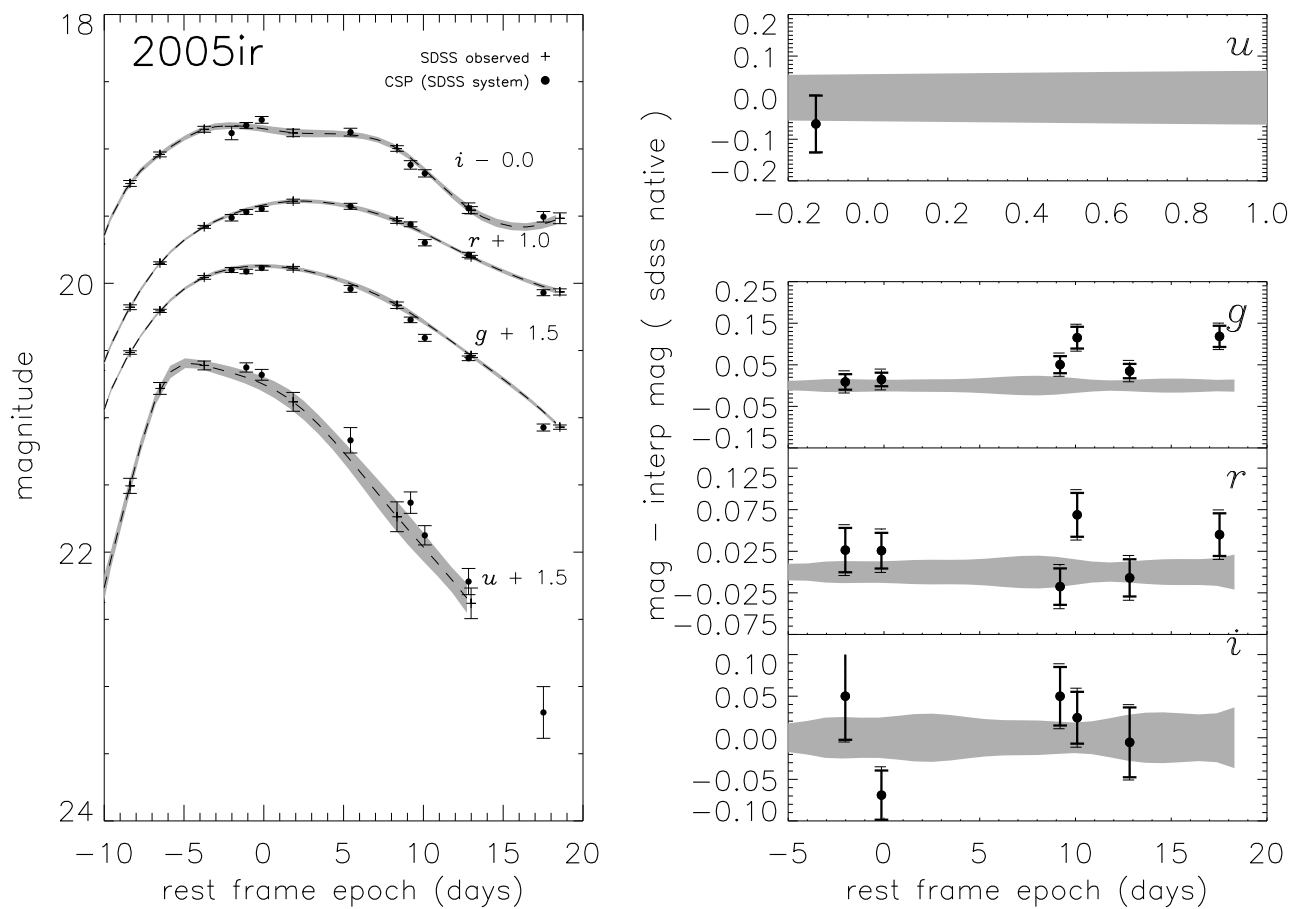 2005ir
SDSS observed +
CSP (SDSS system) ●
18
20
22
24
magnitude
i − 0.0
r + 1.0
g + 1.5
u + 1.5
−10 −5 0 5 10 15 20
rest frame epoch (days)
mag − interp mag ( sdss native)
u
0.2
0.1
0.0
−0.1
−0.2
−0.2 0.0 0.2 0.4 0.6 0.8 1.0
g
0.25
0.15
0.05
−0.05
−0.15
r
0.125
0.075
0.025
−0.025
−0.075
i
0.10
0.05
0.00
−0.05
−0.10
−5 0 5 10 15 20
rest frame epoch (days)